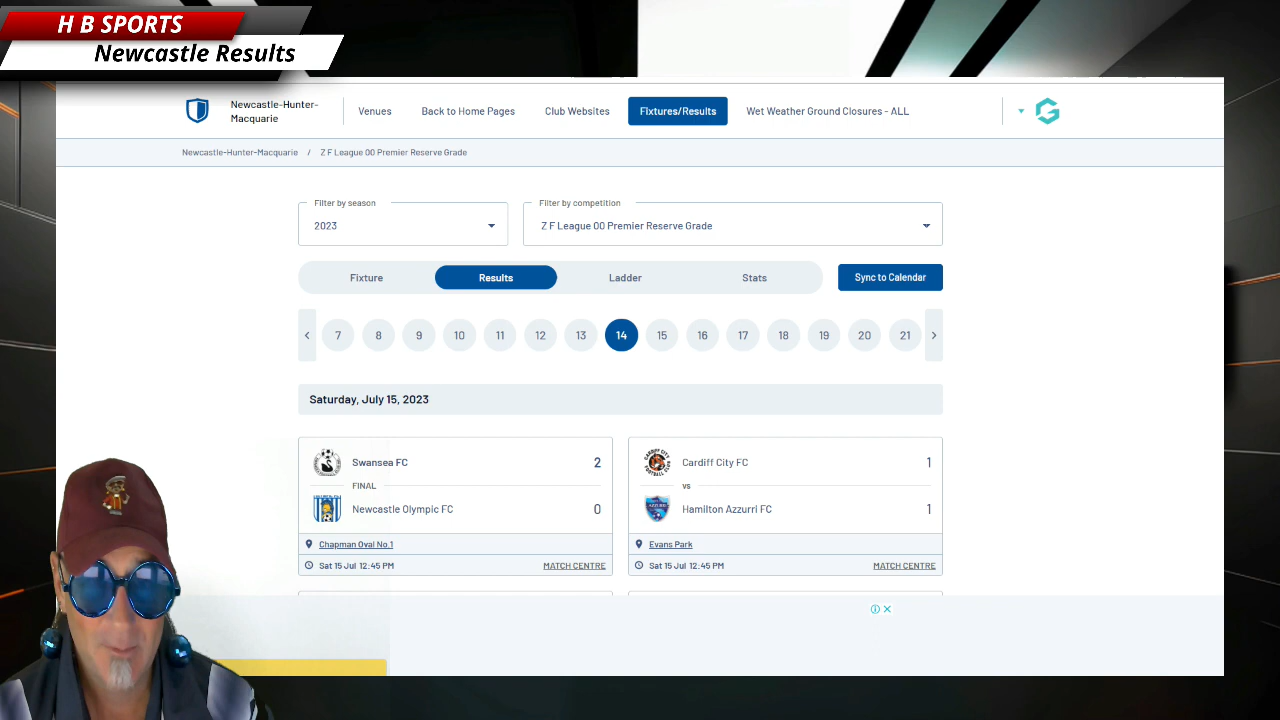 H B SPORTS
Newcastle Results
Newcastle-Hunter-
Macquarie
Venues
Back to Home Pages
Club Websites
Fixtures/Results
Wet Weather Ground Closures - ALL
Newcastle-Hunter-Macquarie / Z F League 00 Premier Reserve Grade
Filter by season
2023
Filter by competition
Z F League 00 Premier Reserve Grade
Fixture
Results
Ladder
Stats
Sync to Calendar
7 8 9 10 11 12 13 14 15 16 17 18 19 20 21
Saturday, July 15, 2023
Swansea FC 2
FINAL
Newcastle Olympic FC 0
Chapman Oval No.1
Sat 15 Jul 12:45 PM MATCH CENTRE
Cardiff City FC 1
vs
Hamilton Azzurri FC 1
Evans Park
Sat 15 Jul 12:45 PM MATCH CENTRE